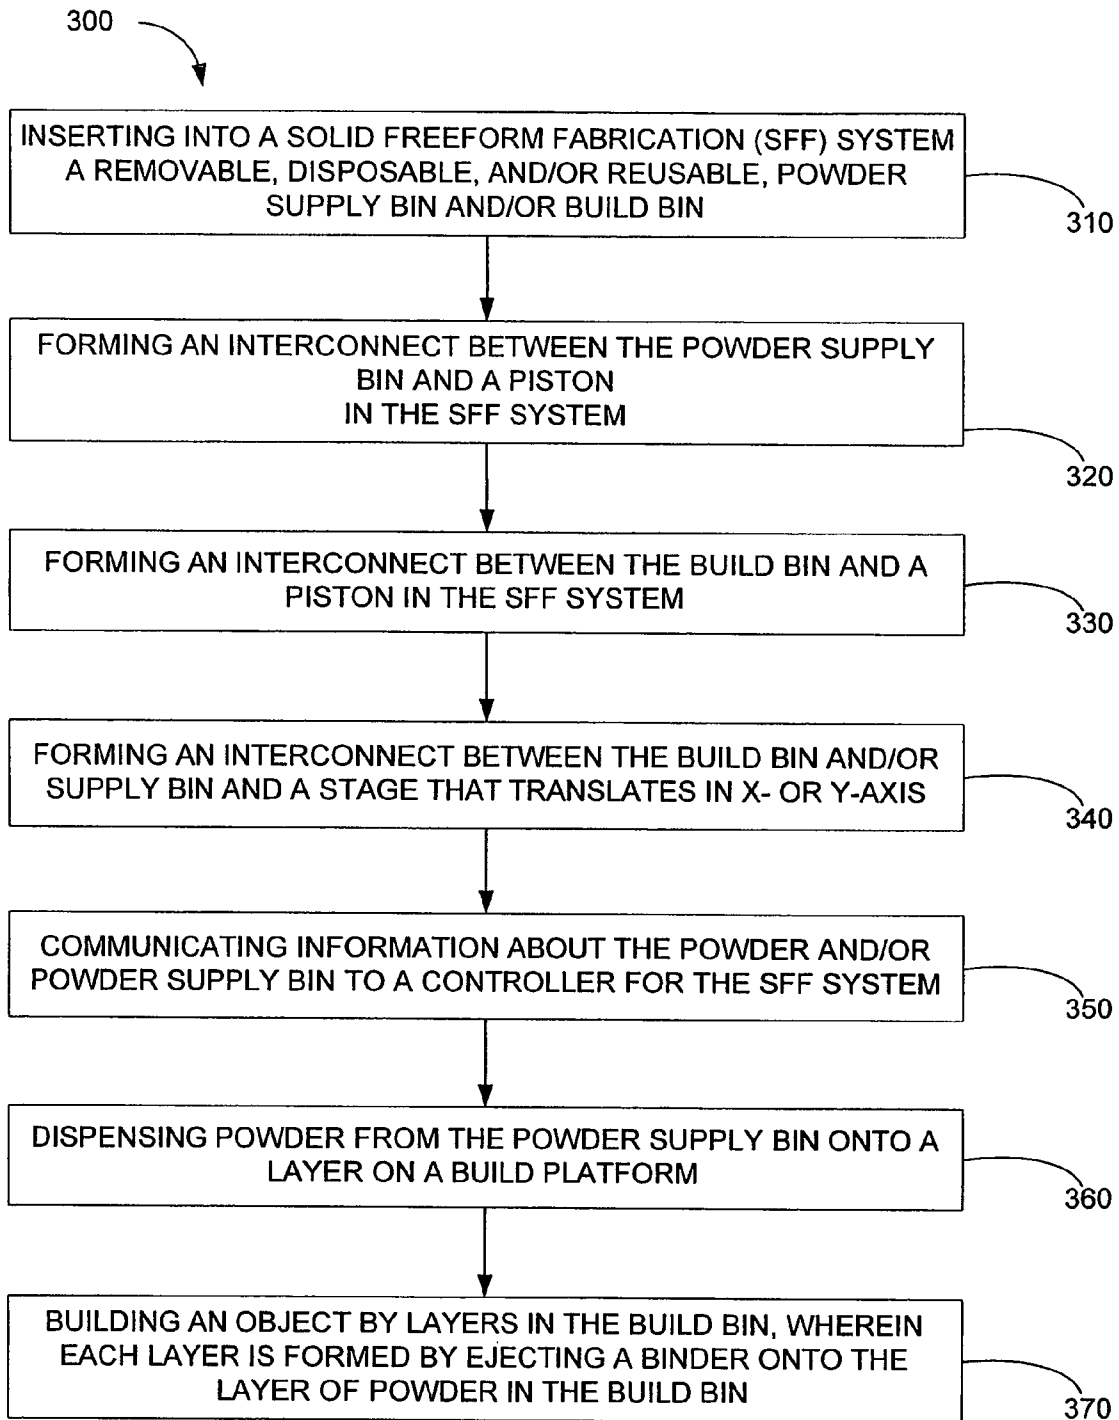 300
INSERTING INTO A SOLID FREEFORM FABRICATION (SFF) SYSTEM
A REMOVABLE, DISPOSABLE, AND/OR REUSABLE, POWDER
SUPPLY BIN AND/OR BUILD BIN
310
FORMING AN INTERCONNECT BETWEEN THE POWDER SUPPLY
BIN AND A PISTON
IN THE SFF SYSTEM
320
FORMING AN INTERCONNECT BETWEEN THE BUILD BIN AND A
PISTON IN THE SFF SYSTEM
330
FORMING AN INTERCONNECT BETWEEN THE BUILD BIN AND/OR
SUPPLY BIN AND A STAGE THAT TRANSLATES IN X- OR Y-AXIS
340
COMMUNICATING INFORMATION ABOUT THE POWDER AND/OR
POWDER SUPPLY BIN TO A CONTROLLER FOR THE SFF SYSTEM
350
DISPENSING POWDER FROM THE POWDER SUPPLY BIN ONTO A
LAYER ON A BUILD PLATFORM
360
BUILDING AN OBJECT BY LAYERS IN THE BUILD BIN, WHEREIN
EACH LAYER IS FORMED BY EJECTING A BINDER ONTO THE
LAYER OF POWDER IN THE BUILD BIN
370